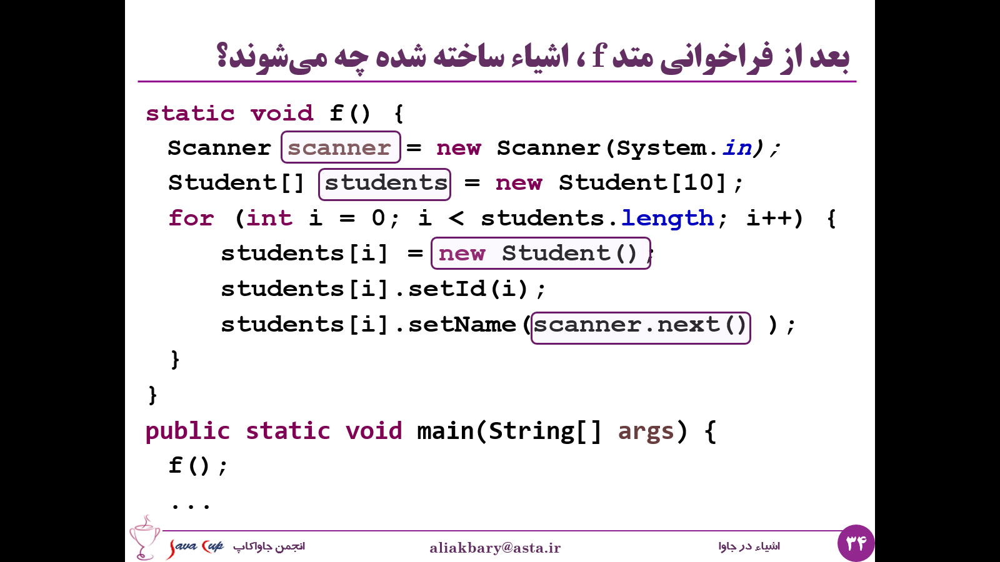 بعد از فراخوانی متد f ، اشیاء ساخته شده چه می‌شوند؟
static void f() {
Scanner scanner = new Scanner(System.in);
Student[] students = new Student[10];
for (int i = 0; i < students.length; i++) {
students[i] = new Student();
students[i].setId(i);
students[i].setName(scanner.next() );
}
}
public static void main(String[] args) {
f();
...
Java Cup انجمن جاواکاپ
aliakbary@asta.ir
اشیاء در جاوا
۳۴